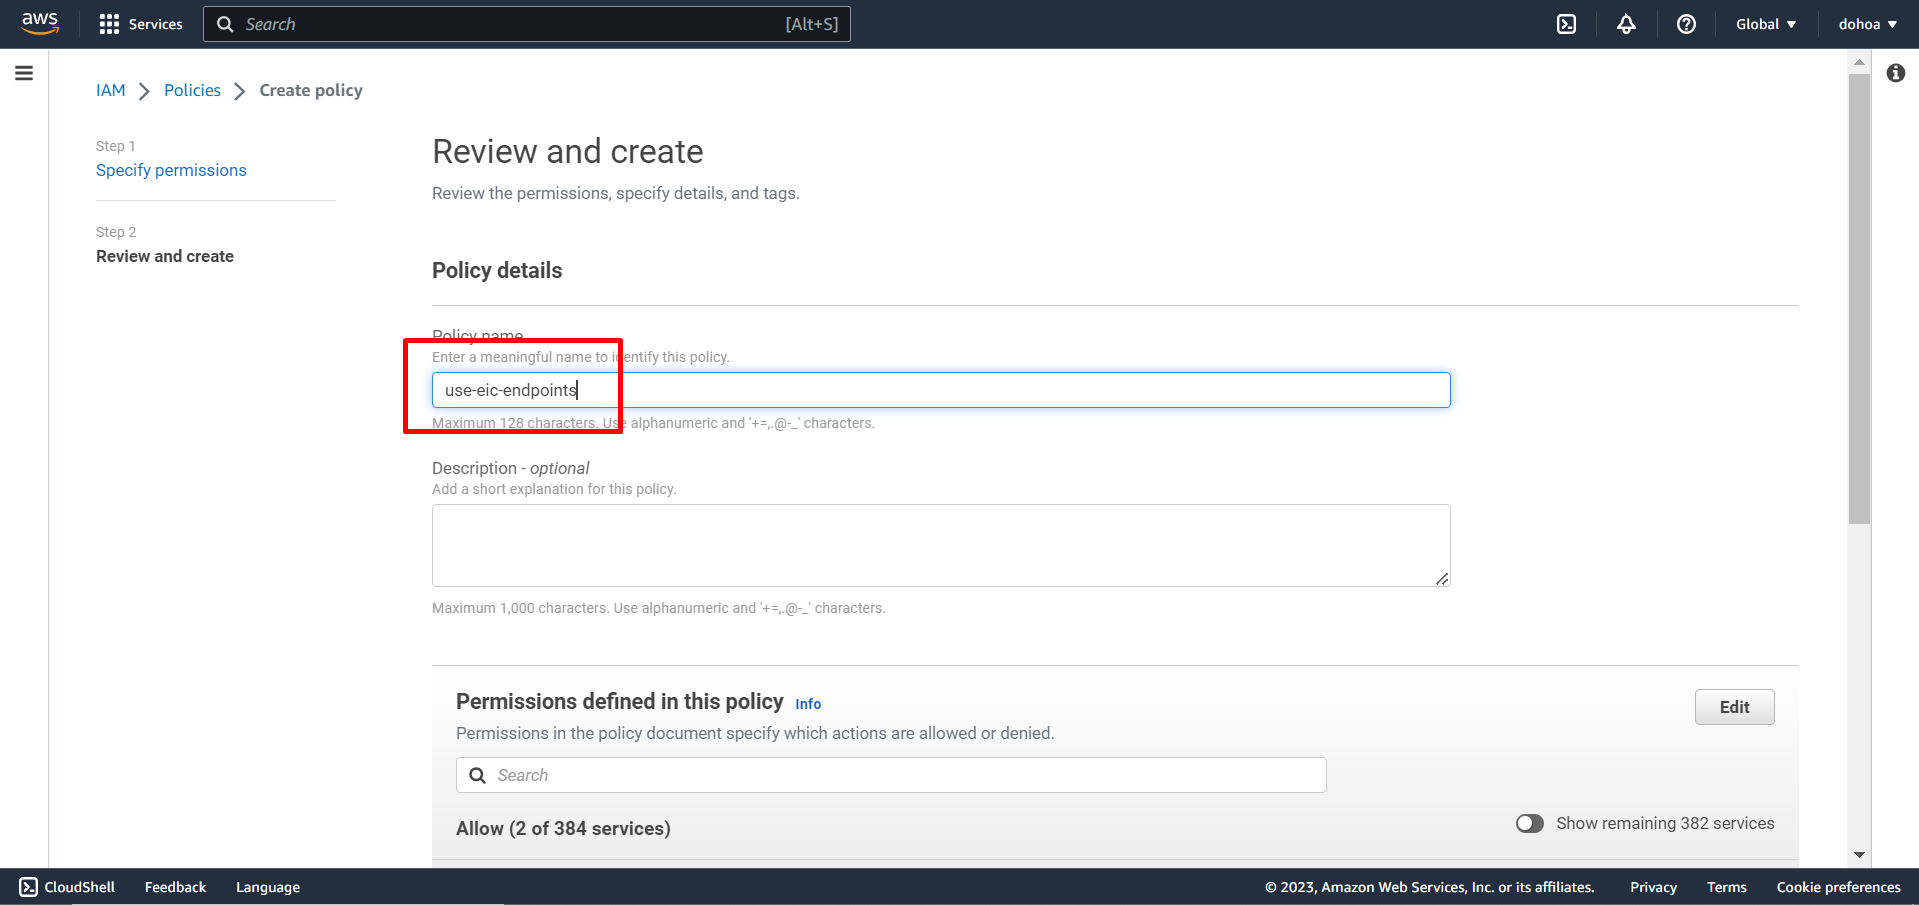 aws
Services
Search
[Alt+S]
Global
dohoa
IAM
Policies
Create policy
Step 1
Specify permissions
Step 2
Review and create
Review and create
Review the permissions, specify details, and tags.
Policy details
Policy name
Enter a meaningful name to identify this policy.
use-eic-endpoints
Maximum 128 characters. Use alphanumeric and '+=,.@-_' characters.
Description - optional
Add a short explanation for this policy.
Maximum 1,000 characters. Use alphanumeric and '+=,.@-_' characters.
Permissions defined in this policy Info
Edit
Permissions in the policy document specify which actions are allowed or denied.
Search
Allow (2 of 384 services)
Show remaining 382 services
CloudShell
Feedback
Language
© 2023, Amazon Web Services, Inc. or its affiliates.
Privacy
Terms
Cookie preferences